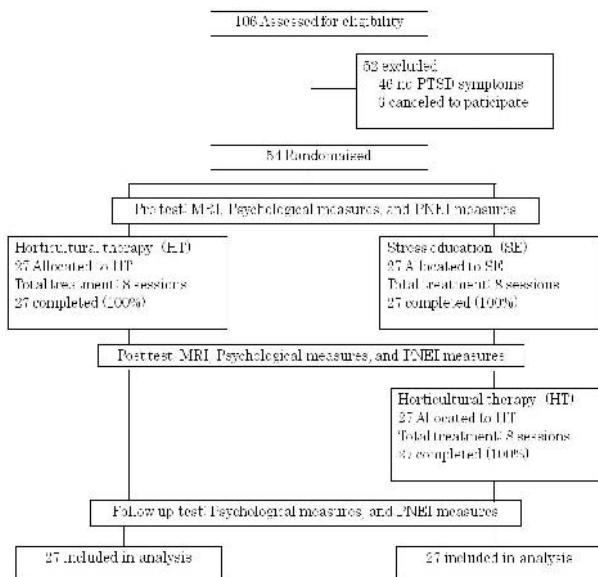 106 Assessed for eligibility
52 excluded
46 no PTSD symptoms
6 canceled to paticipate
54 Randomised
Pre test: MRI, Psychological measures, and PNEI measures
Horticultural therapy (HT)
27 Allocated to HT
Total treatment: 8 sessions
27 completed (100%)
Stress education (SE)
27 Allocated to SE
Total treatment: 8 sessions
27 completed (100%)
Post test: MRI, Psychological measures, and PNEI measures
Horticultural therapy (HT)
27 Allocated to HT
Total treatment: 8 sessions
27 completed (100%)
Follow up test: Psychological measures, and PNEI measures
27 included in analysis
27 included in analysis